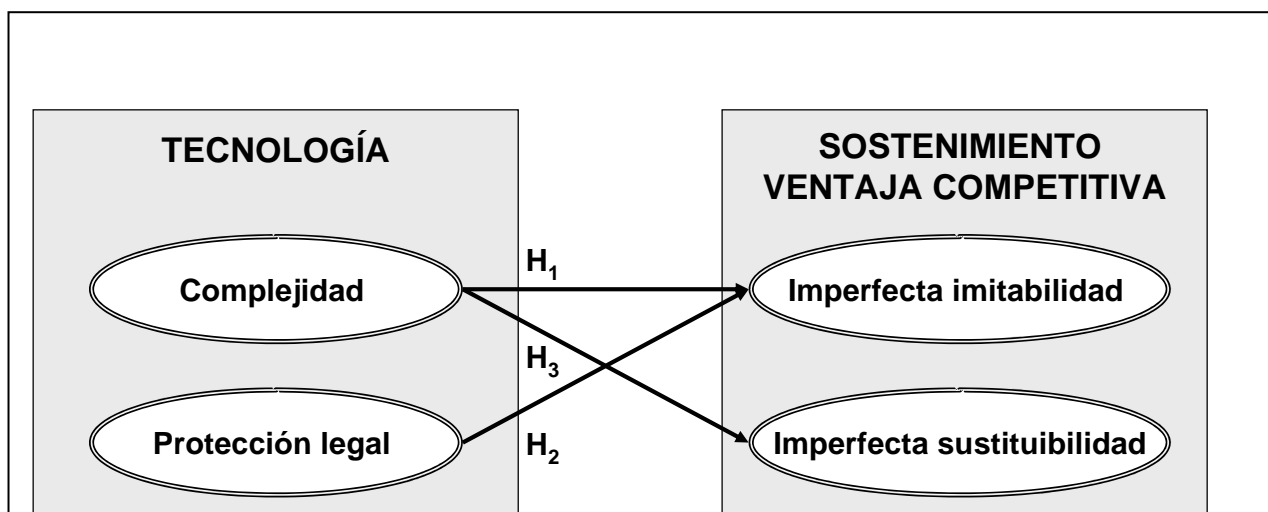 TECNOLOGÍA
SOSTENIMIENTO
VENTAJA COMPETITIVA
Complejidad
H1
Imperfecta imitabilidad
H3
Protección legal
H2
Imperfecta sustituibilidad